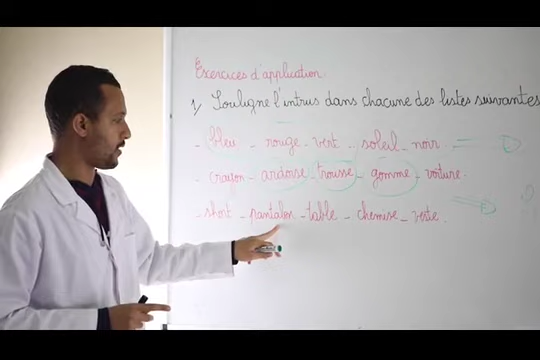 Exercices d'application
1/ Souligne l'intrus dans chacune des listes suivantes
- bleu - rouge - vert - soleil - noir.
- crayon - ardoise - trousse - gomme - voiture.
- short - pantalon - table - chemise - veste.